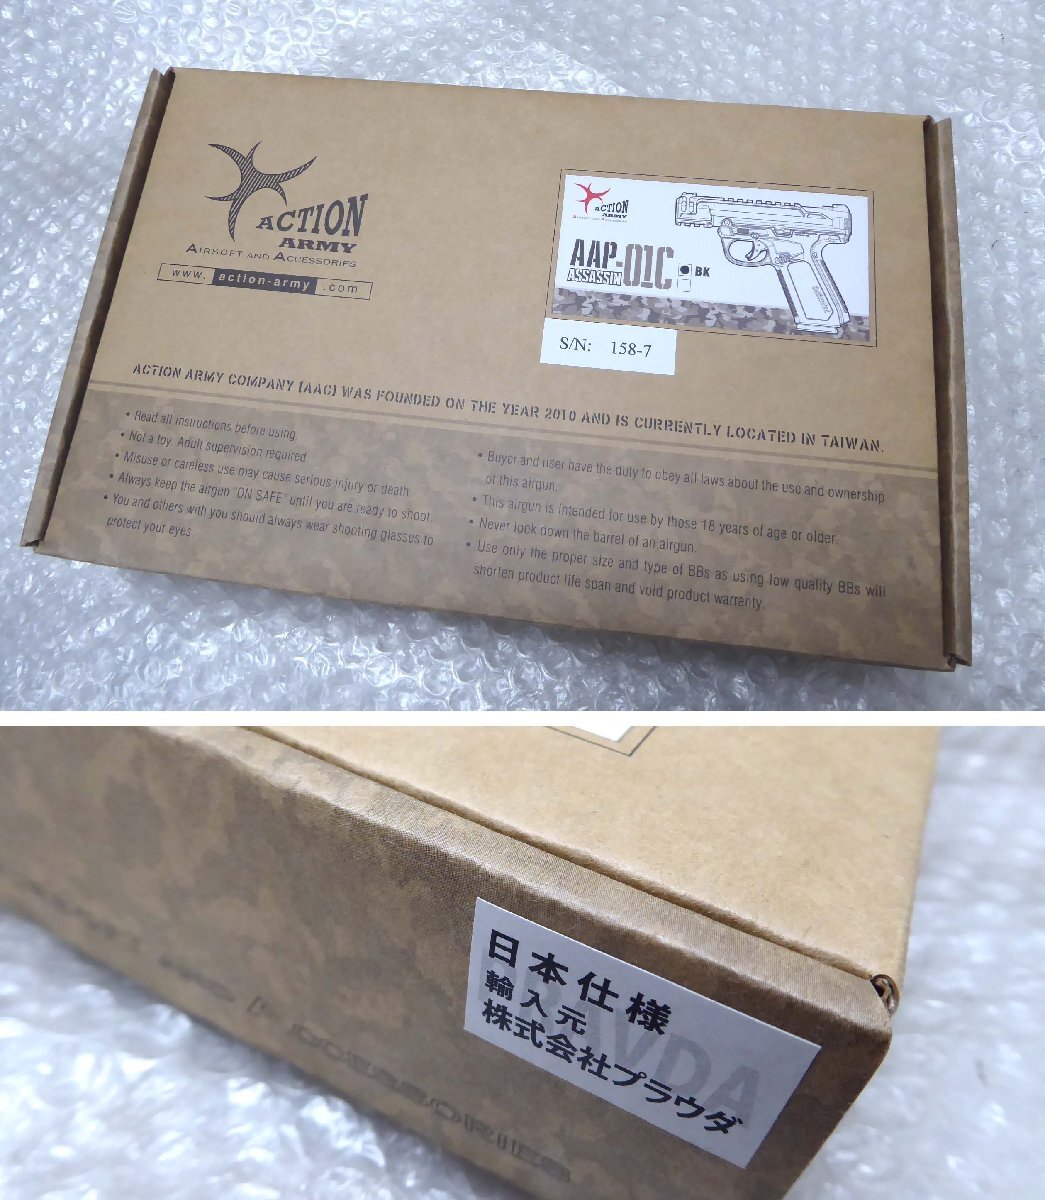 ACTION
ARMY
AIRSOFT AND ACCESSORIES
www. action-army .com
ACTION
ARMY
AAP-01C
ASSASSIN
BK
S/N: 158-7
ACTION ARMY COMPANY (AAC) WAS FOUNDED ON THE YEAR 2010 AND IS CURRENTLY LOCATED IN TAIWAN.
• Read all instructions before using.
• Not a toy. Adult supervision required.
• Misuse or careless use may cause serious injury or death.
• Always keep the airgun "ON SAFE" until you are ready to shoot.
• You and others with you should always wear shooting glasses to
protect your eyes.
• Buyer and user have the duty to obey all laws about the use and ownership
of this airgun.
• This airgun is intended for use by those 18 years of age or older.
• Never look down the barrel of an airgun.
• Use only the proper size and type of BBs as using low quality BBs will
shorten product life span and void product warranty.
日本仕様
輸入元
株式会社プラウダ